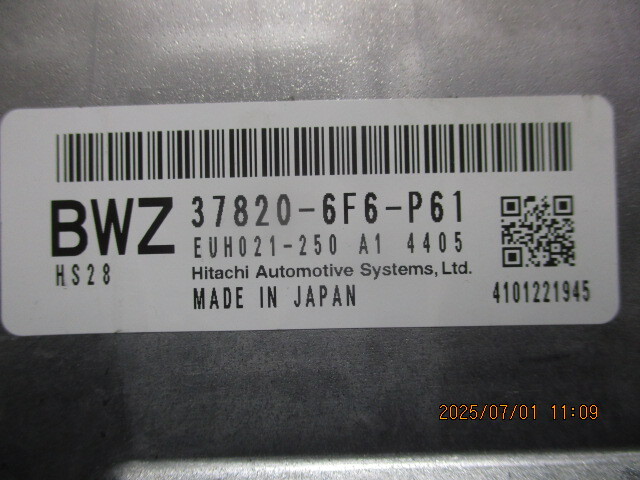 BWZ 37820-6F6-P61
EUH021-250 A1 4405
HS28 Hitachi Automotive Systems, Ltd.
MADE IN JAPAN 4101221945
2025/07/01 11:09